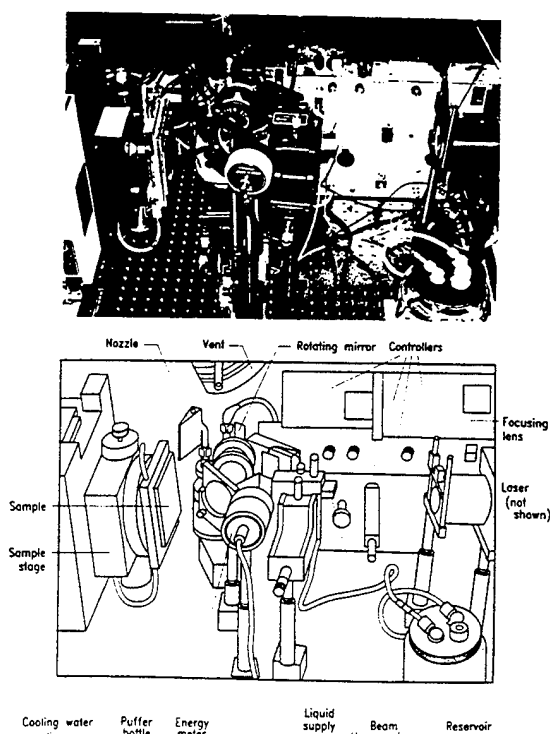 Nozzle Vent Rotating mirror Controllers
Focusing
lens
Laser
(not
shown)
Sample
Sample
stage
Cooling water
Puffer
bottle
Energy
meter
Liquid
supply
Beam
Reservoir